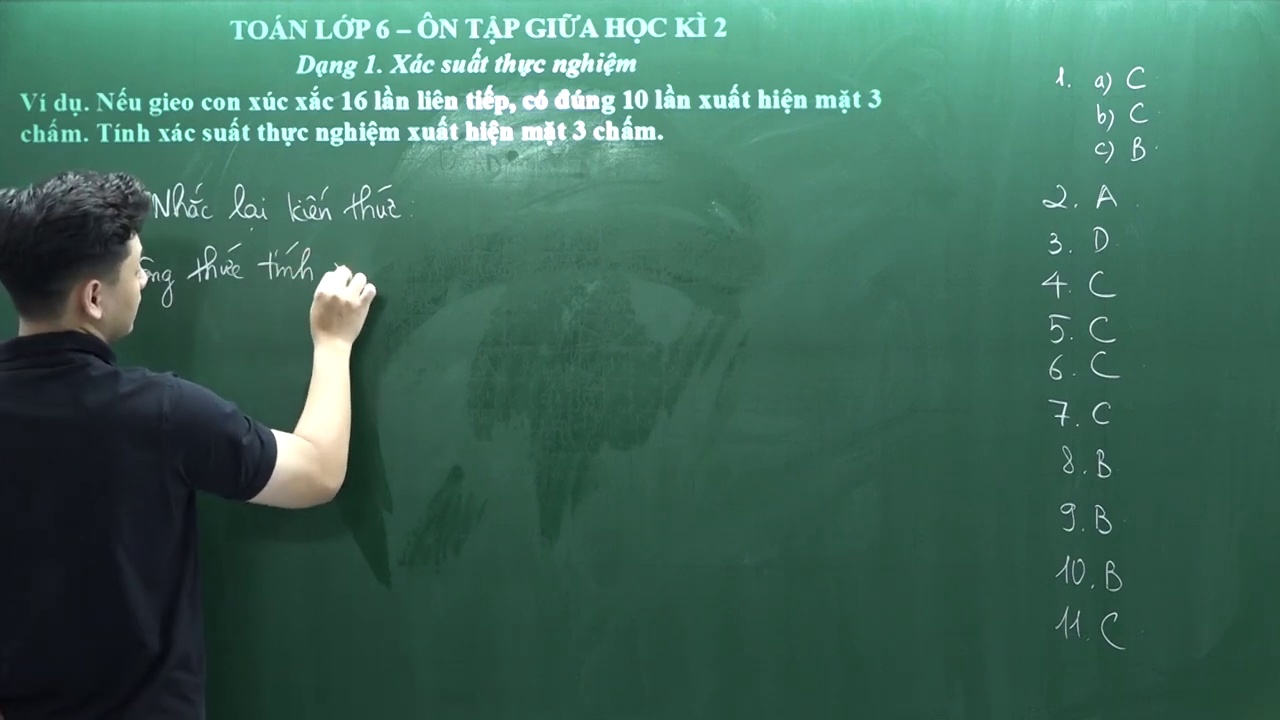 TOÁN LỚP 6 – ÔN TẬP GIỮA HỌC KÌ 2
Dạng 1. Xác suất thực nghiệm
Ví dụ. Nếu gieo con xúc xắc 16 lần liên tiếp, có đúng 10 lần xuất hiện mặt 3
chấm. Tính xác suất thực nghiệm xuất hiện mặt 3 chấm.
Nhắc lại kiến thức:
thức tính
1. a) C
b) C
c) B
2. A
3. D
4. C
5. C
6. C
7. C
8. B
9. B
10. B
11. C